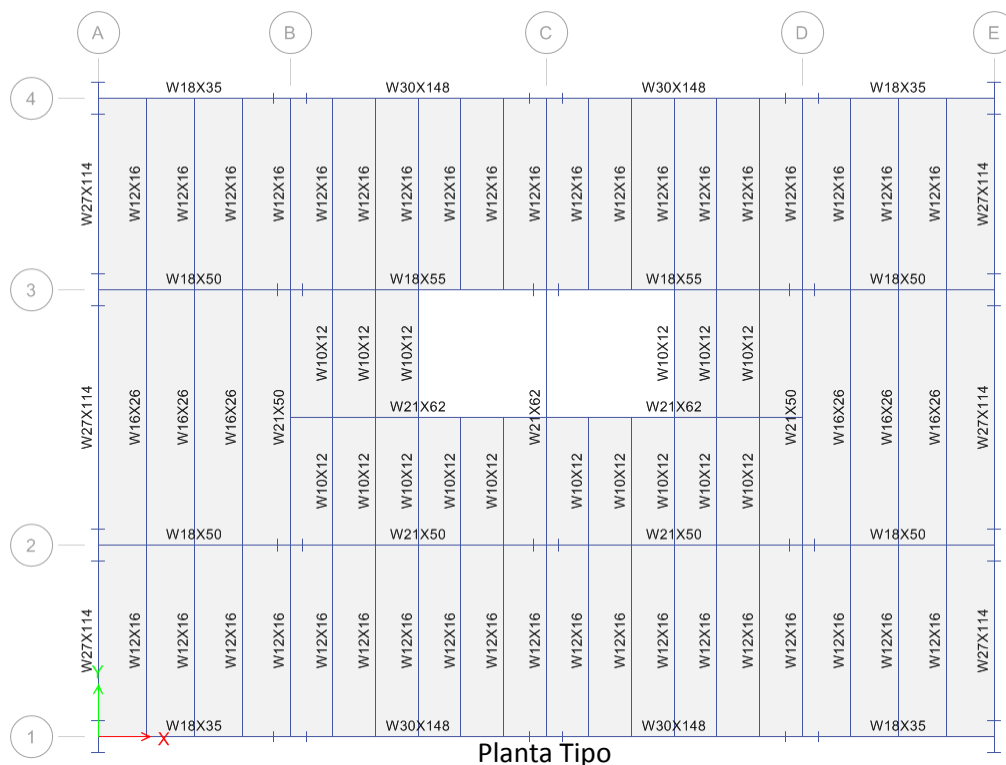 A B C D E
4 W18X35 W30X148 W30X148 W18X35
W27X114 W12X16 W12X16 W12X16 W12X16 W12X16 W12X16 W12X16 W12X16 W12X16 W12X16 W12X16 W12X16 W12X16 W12X16 W12X16 W12X16 W12X16 W12X16 W12X16 W27X114
3 W18X50 W18X55 W18X55 W18X50
W10X12 W10X12 W10X12 W10X12 W10X12 W10X12
W27X114 W16X26 W16X26 W16X26 W21X50 W21X62 W21X62 W21X62 W21X50 W16X26 W16X26 W16X26 W27X114
W10X12 W10X12 W10X12 W10X12 W10X12 W10X12 W10X12 W10X12 W10X12 W10X12
2 W18X50 W21X50 W21X50 W18X50
W27X114 W12X16 W12X16 W12X16 W12X16 W12X16 W12X16 W12X16 W12X16 W12X16 W12X16 W12X16 W12X16 W12X16 W12X16 W12X16 W12X16 W12X16 W12X16 W12X16 W27X114
Y
1 W18X35 W30X148 W30X148 W18X35
X
Planta Tipo